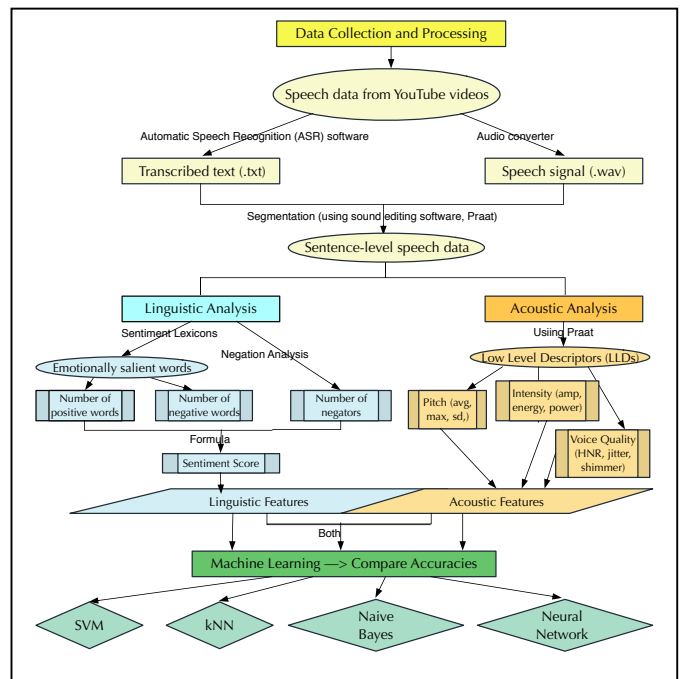 Data Collection and Processing
Speech data from YouTube videos
Automatic Speech Recognition (ASR) software
Audio converter
Transcribed text (.txt)
Speech signal (.wav)
Segmentation (using sound editing software, Praat)
Sentence-level speech data
Linguistic Analysis
Acoustic Analysis
Sentiment Lexicons
Usiing Praat
Negation Analysis
Emotionally salient words
Low Level Descriptors (LLDs)
Number of
positive words
Number of
negative words
Number of
negators
Pitch (avg,
max, sd,)
Intensity (amp,
energy, power)
Voice Quality
(HNR, jitter,
shimmer)
Formula
Sentiment Score
Linguistic Features
Acoustic Features
Both
Machine Learning —> Compare Accuracies
SVM
kNN
Naive
Bayes
Neural
Network